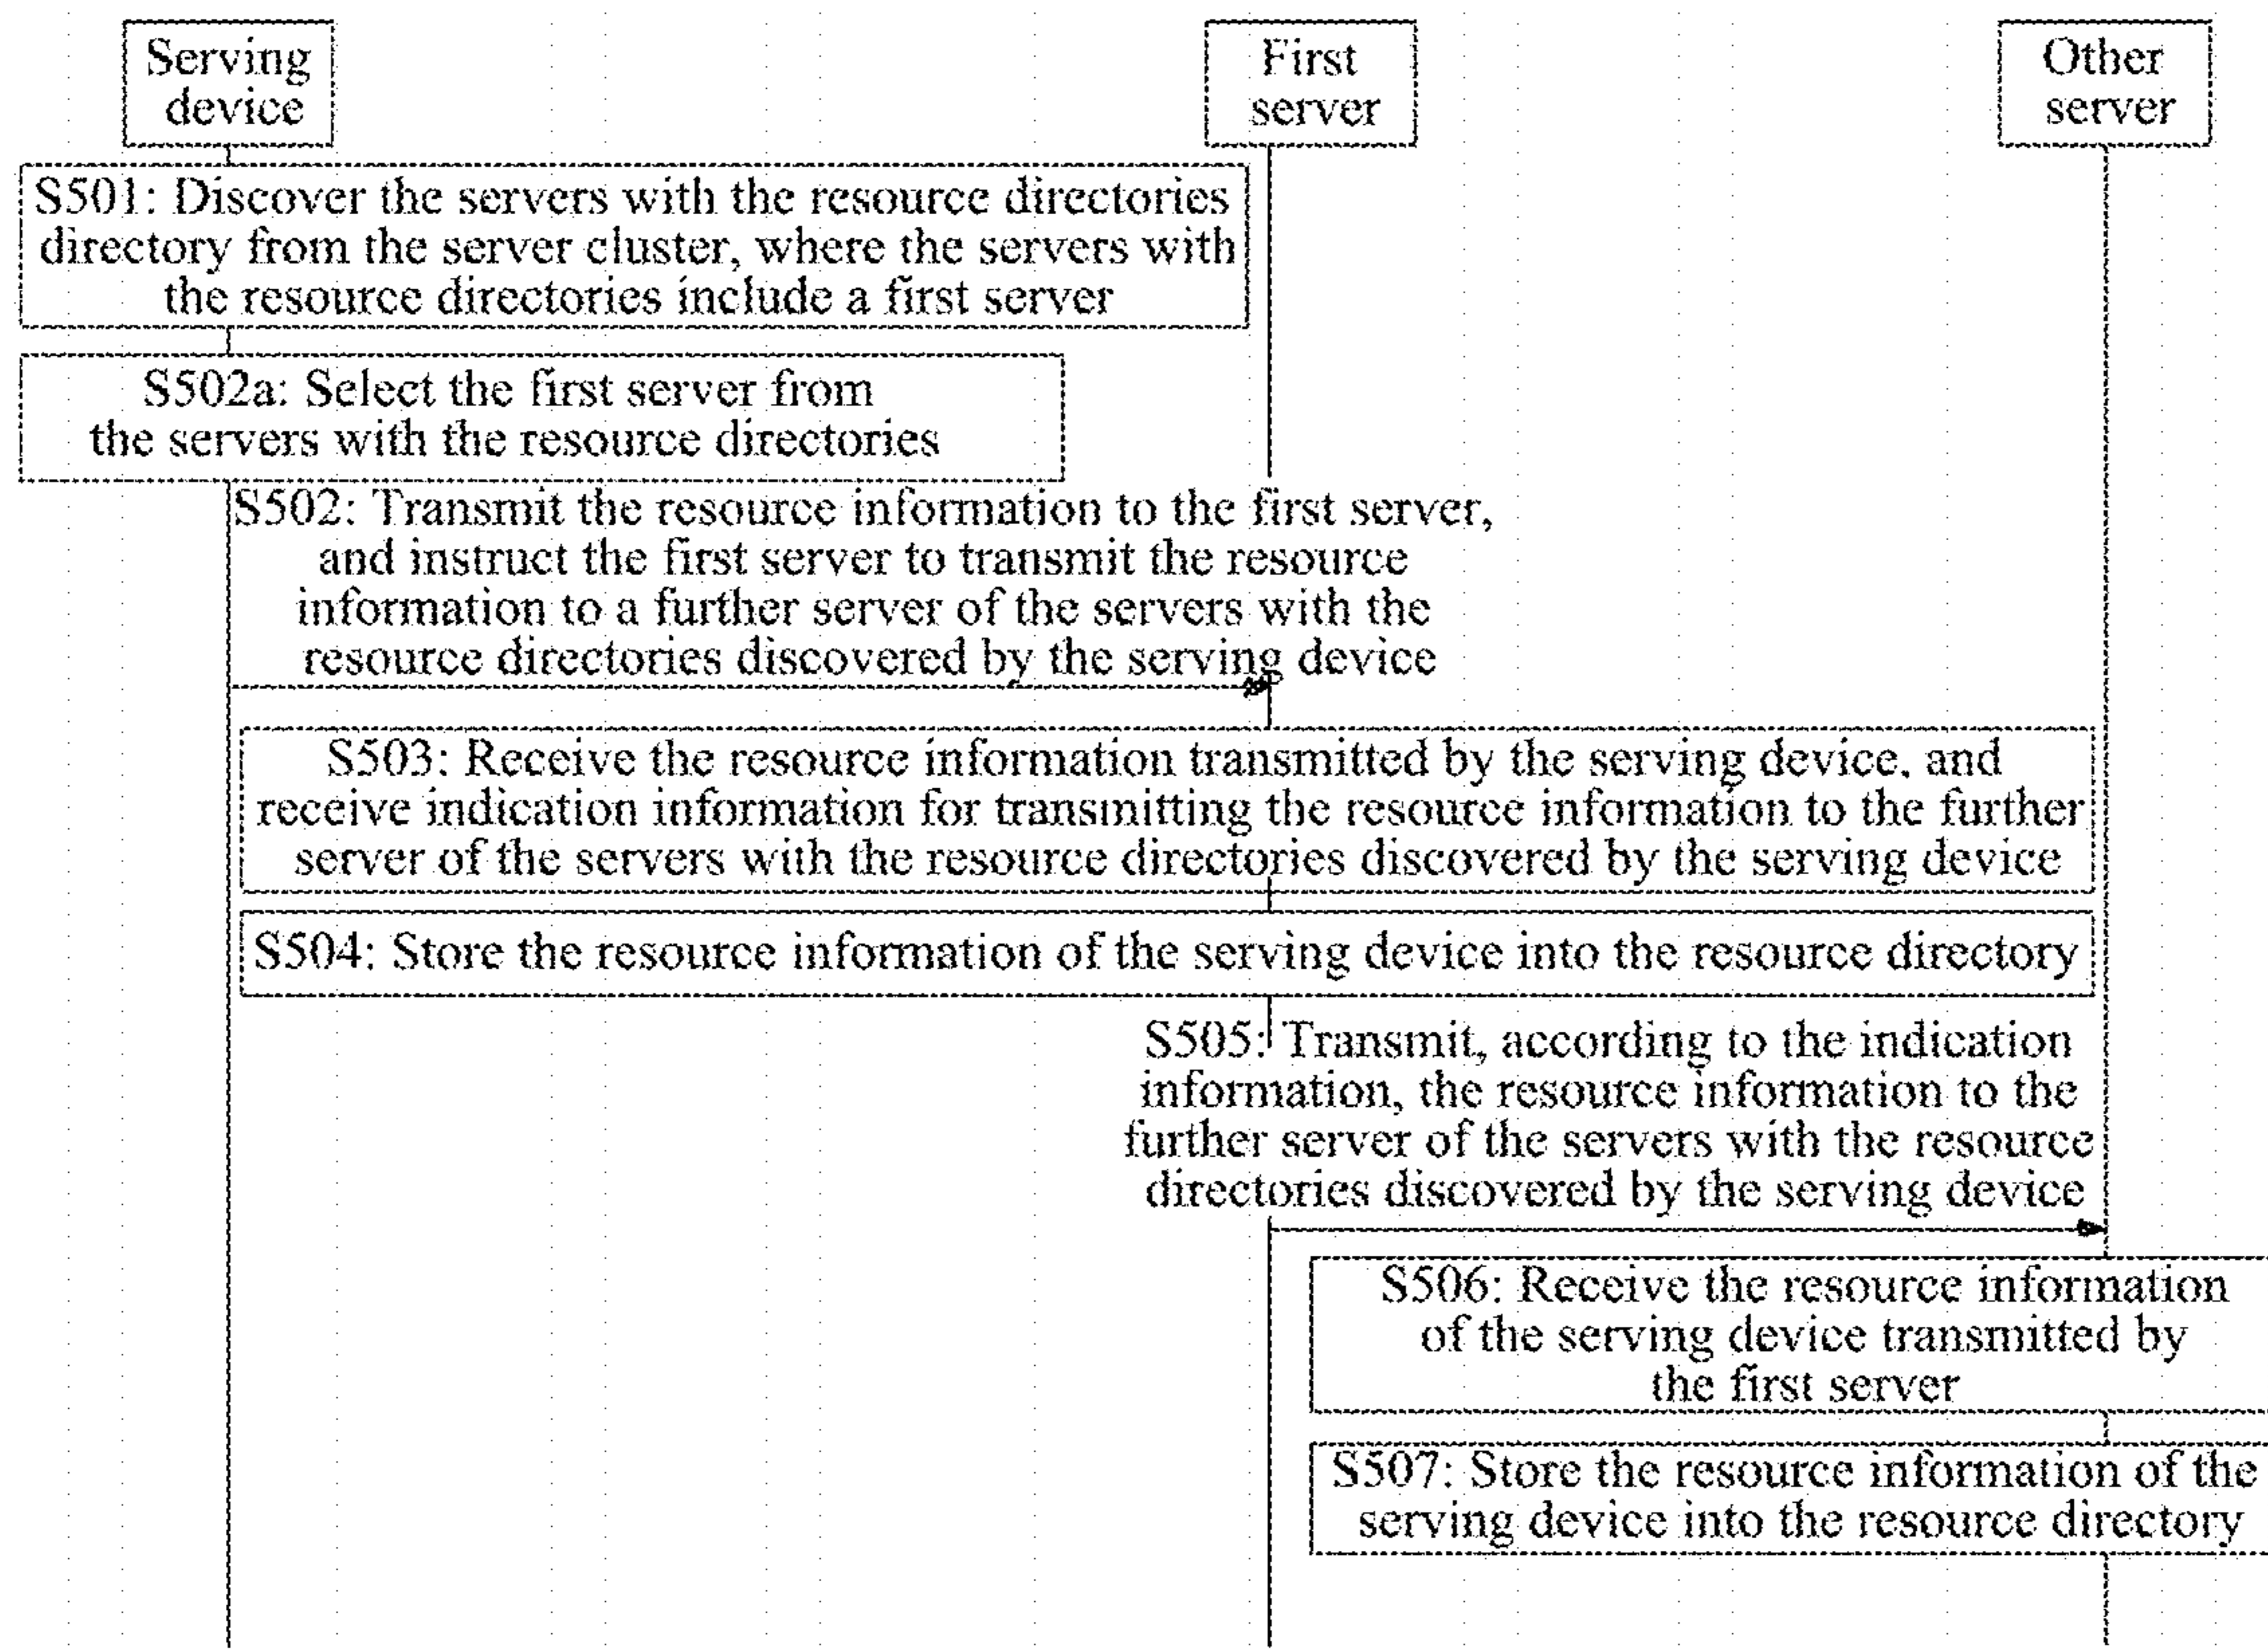 Serving
device
First
server
Other
server
S501: Discover the servers with the resource directories
directory from the server cluster, where the servers with
the resource directories include a first server
S502a: Select the first server from
the servers with the resource directories
S502: Transmit the resource information to the first server,
and instruct the first server to transmit the resource
information to a further server of the servers with the
resource directories discovered by the serving device
S503: Receive the resource information transmitted by the serving device, and
receive indication information for transmitting the resource information to the further
server of the servers with the resource directories discovered by the serving device
S504: Store the resource information of the serving device into the resource directory
S505: Transmit, according to the indication
information, the resource information to the
further server of the servers with the resource
directories discovered by the serving device
S506: Receive the resource information
of the serving device transmitted by
the first server
S507: Store the resource information of the
serving device into the resource directory